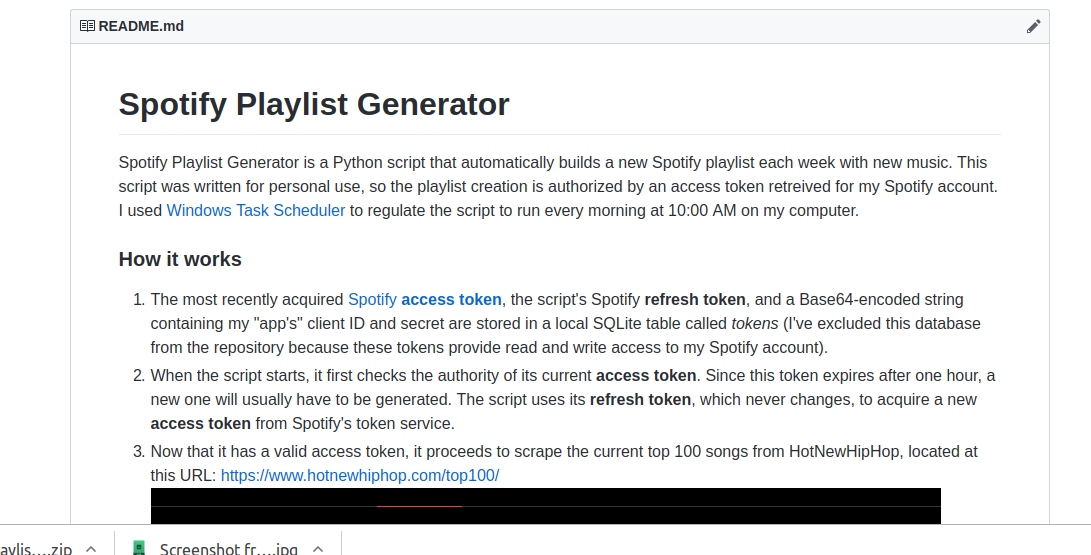 README.md
Spotify Playlist Generator
Spotify Playlist Generator is a Python script that automatically builds a new Spotify playlist each week with new music. This
script was written for personal use, so the playlist creation is authorized by an access token retreived for my Spotify account.
I used Windows Task Scheduler to regulate the script to run every morning at 10:00 AM on my computer.
How it works
1. The most recently acquired Spotify access token, the script's Spotify refresh token, and a Base64-encoded string
containing my "app's" client ID and secret are stored in a local SQLite table called tokens (I've excluded this database
from the repository because these tokens provide read and write access to my Spotify account).
2. When the script starts, it first checks the authority of its current access token. Since this token expires after one hour, a
new one will usually have to be generated. The script uses its refresh token, which never changes, to acquire a new
access token from Spotify's token service.
3. Now that it has a valid access token, it proceeds to scrape the current top 100 songs from HotNewHipHop, located at
this URL: https://www.hotnewhiphop.com/top100/
aylis....zip
Screenshot fr....jpg